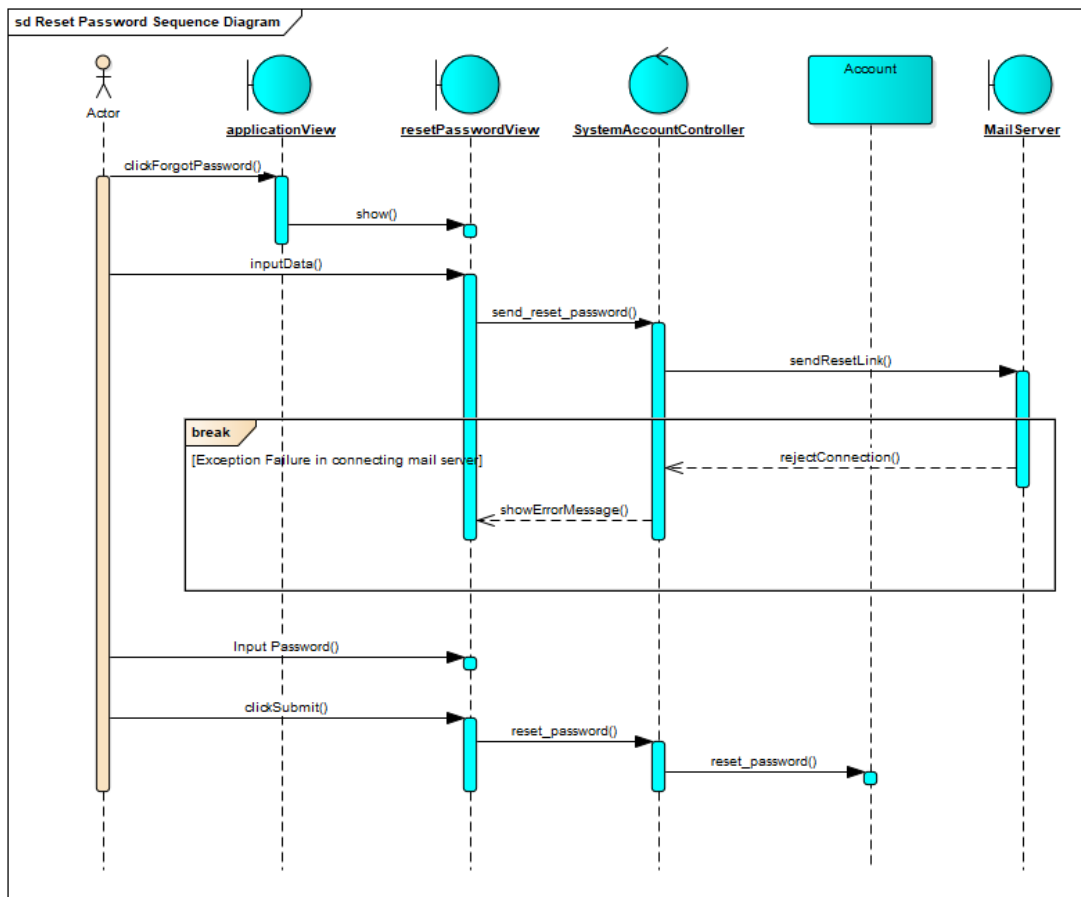 sd Reset Password Sequence Diagram
Actor
applicationView
resetPasswordView
SystemAccountController
Account
MailServer
clickForgotPassword()
show()
inputData()
send_reset_password()
sendResetLink()
break
[Exception Failure in connecting mail server]
rejectConnection()
showErrorMessage()
Input Password()
clickSubmit()
reset_password()
reset_password()